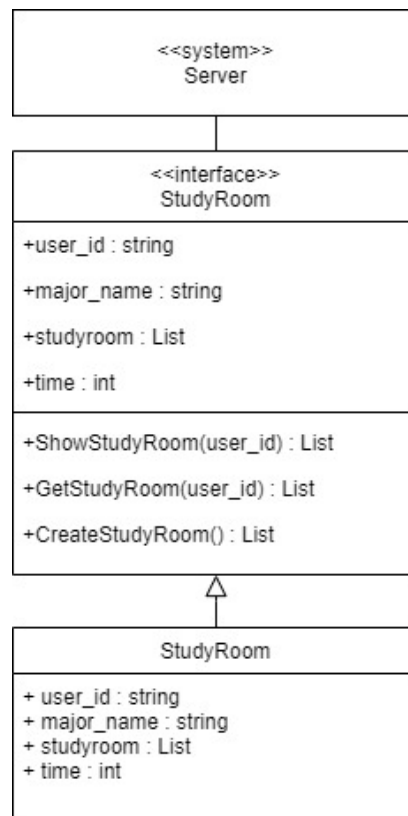 <<system>>
Server
<<interface>>
StudyRoom
+user_id : string
+major_name : string
+studyroom : List
+time : int
+ShowStudyRoom(user_id) : List
+GetStudyRoom(user_id) : List
+CreateStudyRoom() : List
StudyRoom
+ user_id : string
+ major_name : string
+ studyroom : List
+ time : int